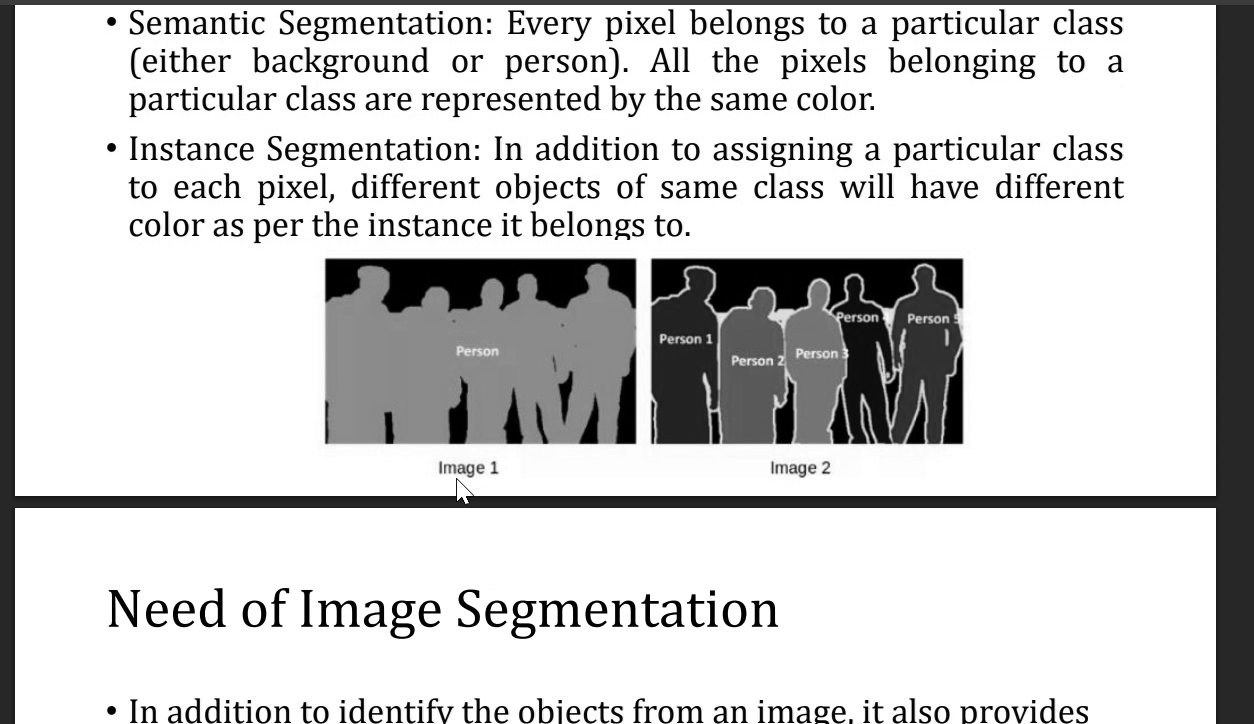 • Semantic Segmentation: Every pixel belongs to a particular class
(either background or person). All the pixels belonging to a
particular class are represented by the same color.
• Instance Segmentation: In addition to assigning a particular class
to each pixel, different objects of same class will have different
color as per the instance it belongs to.
Person
Person 1
Person 2
Person 3
Person 4
Person 5
Image 1
Image 2
Need of Image Segmentation
• In addition to identify the objects from an image, it also provides